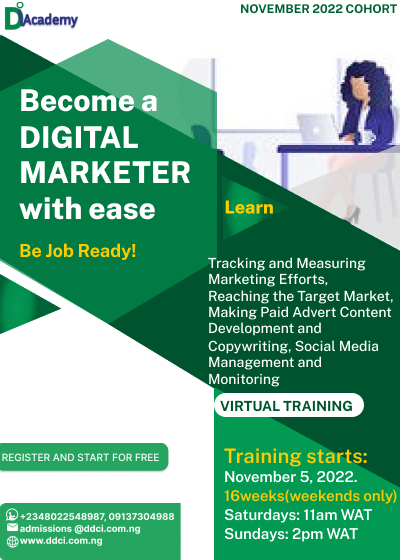 DiAcademy
NOVEMBER 2022 COHORT
Become a
DIGITAL
MARKETER
with ease
Be Job Ready!
Learn
Tracking and Measuring
Marketing Efforts,
Reaching the Target Market,
Making Paid Advert Content
Development and
Copywriting, Social Media
Management and
Monitoring
VIRTUAL TRAINING
REGISTER AND START FOR FREE
Training starts:
November 5, 2022.
16weeks(weekends only)
Saturdays: 11am WAT
Sundays: 2pm WAT
+2348022548987, 09137304988
admissions @ddci.com.ng
www.ddci.com.ng